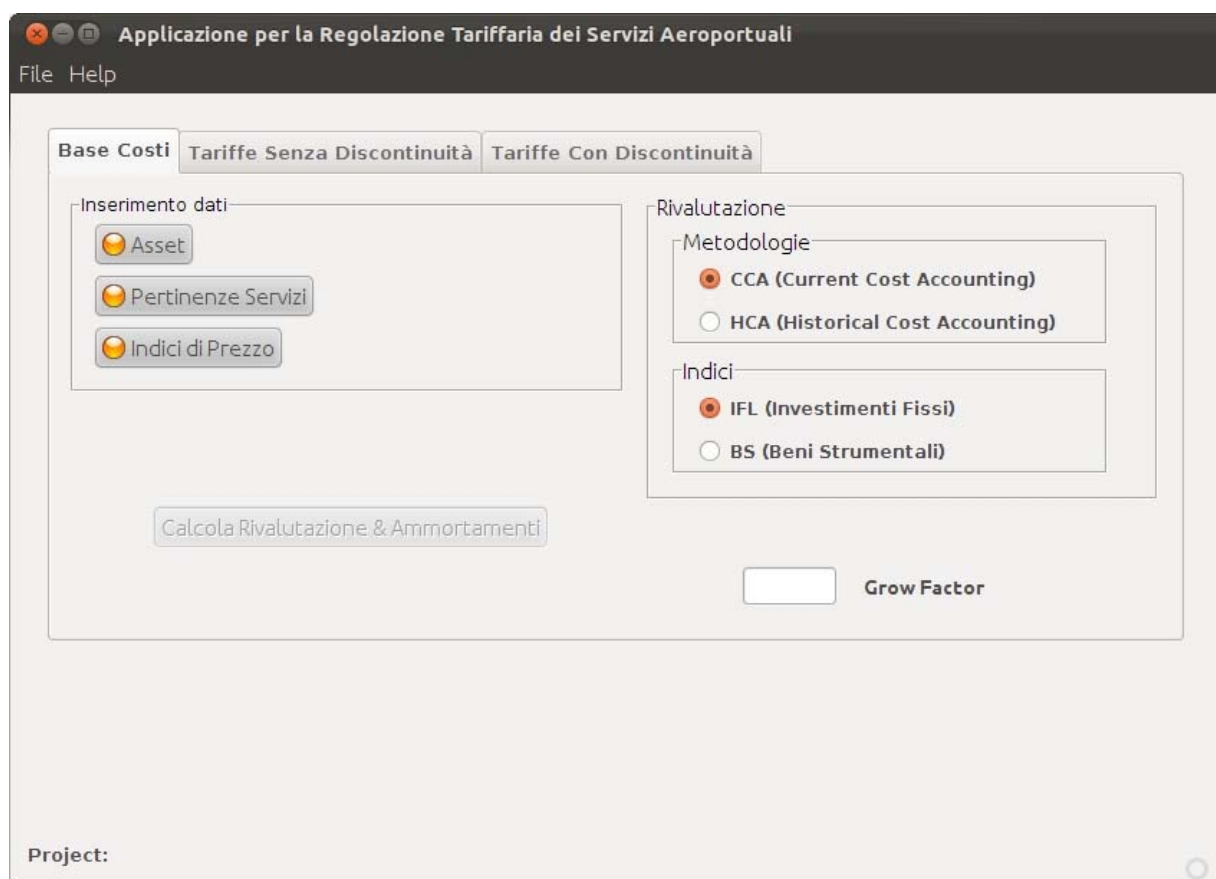 Applicazione per la Regolazione Tariffaria dei Servizi Aeroportuali
File Help
Base Costi Tariffe Senza Discontinuità Tariffe Con Discontinuità
Inserimento dati
Asset
Pertinenze Servizi
Indici di Prezzo
Rivalutazione
Metodologie
CCA (Current Cost Accounting)
HCA (Historical Cost Accounting)
Indici
IFL (Investimenti Fissi)
BS (Beni Strumentali)
Calcola Rivalutazione & Ammortamenti
Grow Factor
Project: